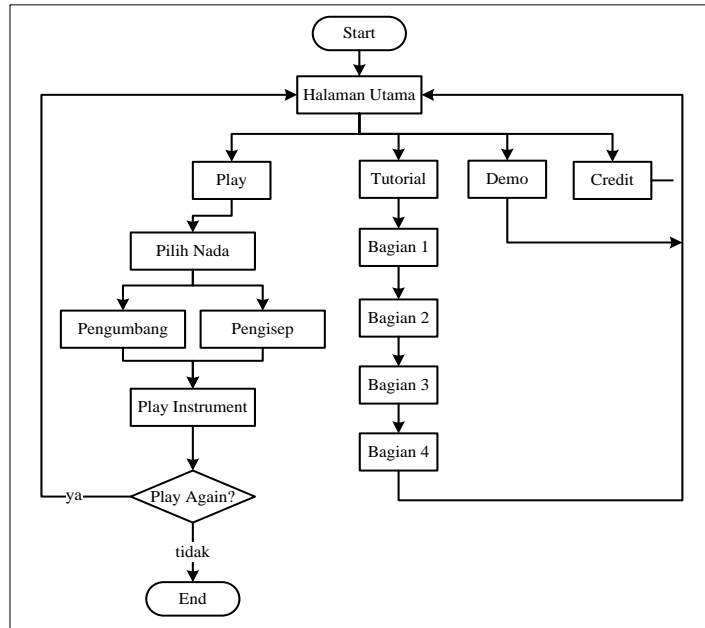 Start
Halaman Utama
Play
Tutorial
Demo
Credit
Pilih Nada
Bagian 1
Pengumbang
Pengisep
Bagian 2
Play Instrument
Bagian 3
Bagian 4
Play Again?
ya
tidak
End